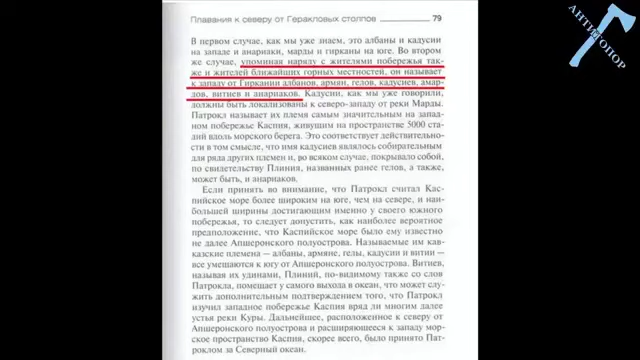 Плавания к северу от Геракловых столпов 79
АНТИТОПОР
В первом случае, как мы уже знаем, это албаны и кадусии
на западе и анариаки, марды и гирканы на юге. Во втором
же случае, упоминая наряду с жителями побережья так-
же и жителей ближайших горных местностей, он называет
к западу от Гиркании албанов, армян, гелов, кадусиев, амар-
дов, витиев и анариаков. Кадусии, как мы уже говорили,
должны быть локализованы к северо-западу от реки Марды.
Патрокл называет их племя самым значительным на запад-
ном побережье Каспия, живущим на пространстве 5000 стади-
ев вдоль морского берега. Это соответствует действительно-
сти в том смысле, что имя кадусиев являлось собирательным
для ряда других племен и, во всяком случае, покрывало собой,
по свидетельству Плиния, названных ранее гелов, а также,
может быть, и анариаков.
Если принять во внимание, что Патрокл считал Кас-
пийское море более широким на юге, чем на севере, и наи-
большей ширины достигающим именно у своего южного
побережья, то следует допустить, как наиболее вероятное
предположение, что Каспийское море было ему известно
не далее Апшеронского полуострова. Называемые им кав-
казские племена – албаны, армяне, гелы, кадусии и витии –
все умещаются к югу от Апшеронского полуострова. Витиев,
называя их удинами, Плиний, по-видимому также со слов
Патрокла, помещает у самого выхода в океан, что может слу-
жить дополнительным подтверждением того, что Патрокл
изучил западное побережье Каспия вряд ли многим далее
устья реки Куры. Дальнейшее, расположенное к северу от
Апшеронского полуострова и расширяющееся к западу мор-
ское пространство Каспия, скорее всего, было принято Пат-
роклом за Северный океан.